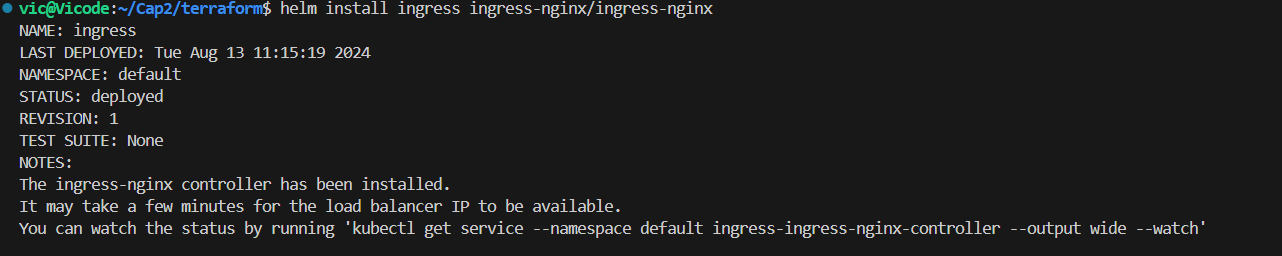 vic@Vicode:~/Cap2/terraform$ helm install ingress ingress-nginx/ingress-nginx
NAME: ingress
LAST DEPLOYED: Tue Aug 13 11:15:19 2024
NAMESPACE: default
STATUS: deployed
REVISION: 1
TEST SUITE: None
NOTES:
The ingress-nginx controller has been installed.
It may take a few minutes for the load balancer IP to be available.
You can watch the status by running 'kubectl get service --namespace default ingress-ingress-nginx-controller --output wide --watch'